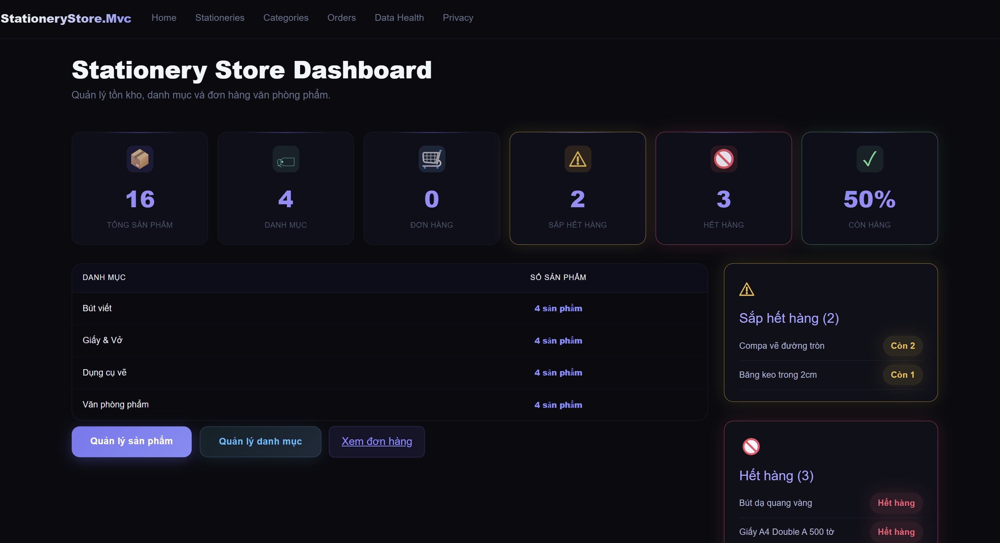 StationeryStore.Mvc Home Stationeries Categories Orders Data Health Privacy
Stationery Store Dashboard
Quản lý tồn kho, danh mục và đơn hàng văn phòng phẩm.
16
TỔNG SẢN PHẨM
4
DANH MỤC
0
ĐƠN HÀNG
2
SẮP HẾT HÀNG
3
HẾT HÀNG
50%
CÒN HÀNG
DANH MỤC SỐ SẢN PHẨM
Bút viết 4 sản phẩm
Giấy & Vở 4 sản phẩm
Dụng cụ vẽ 4 sản phẩm
Văn phòng phẩm 4 sản phẩm
Quản lý sản phẩm Quản lý danh mục Xem đơn hàng
Sắp hết hàng (2)
Compa vẽ đường tròn Còn 2
Băng keo trong 2cm Còn 1
Hết hàng (3)
Bút dạ quang vàng Hết hàng
Giấy A4 Double A 500 tờ Hết hàng